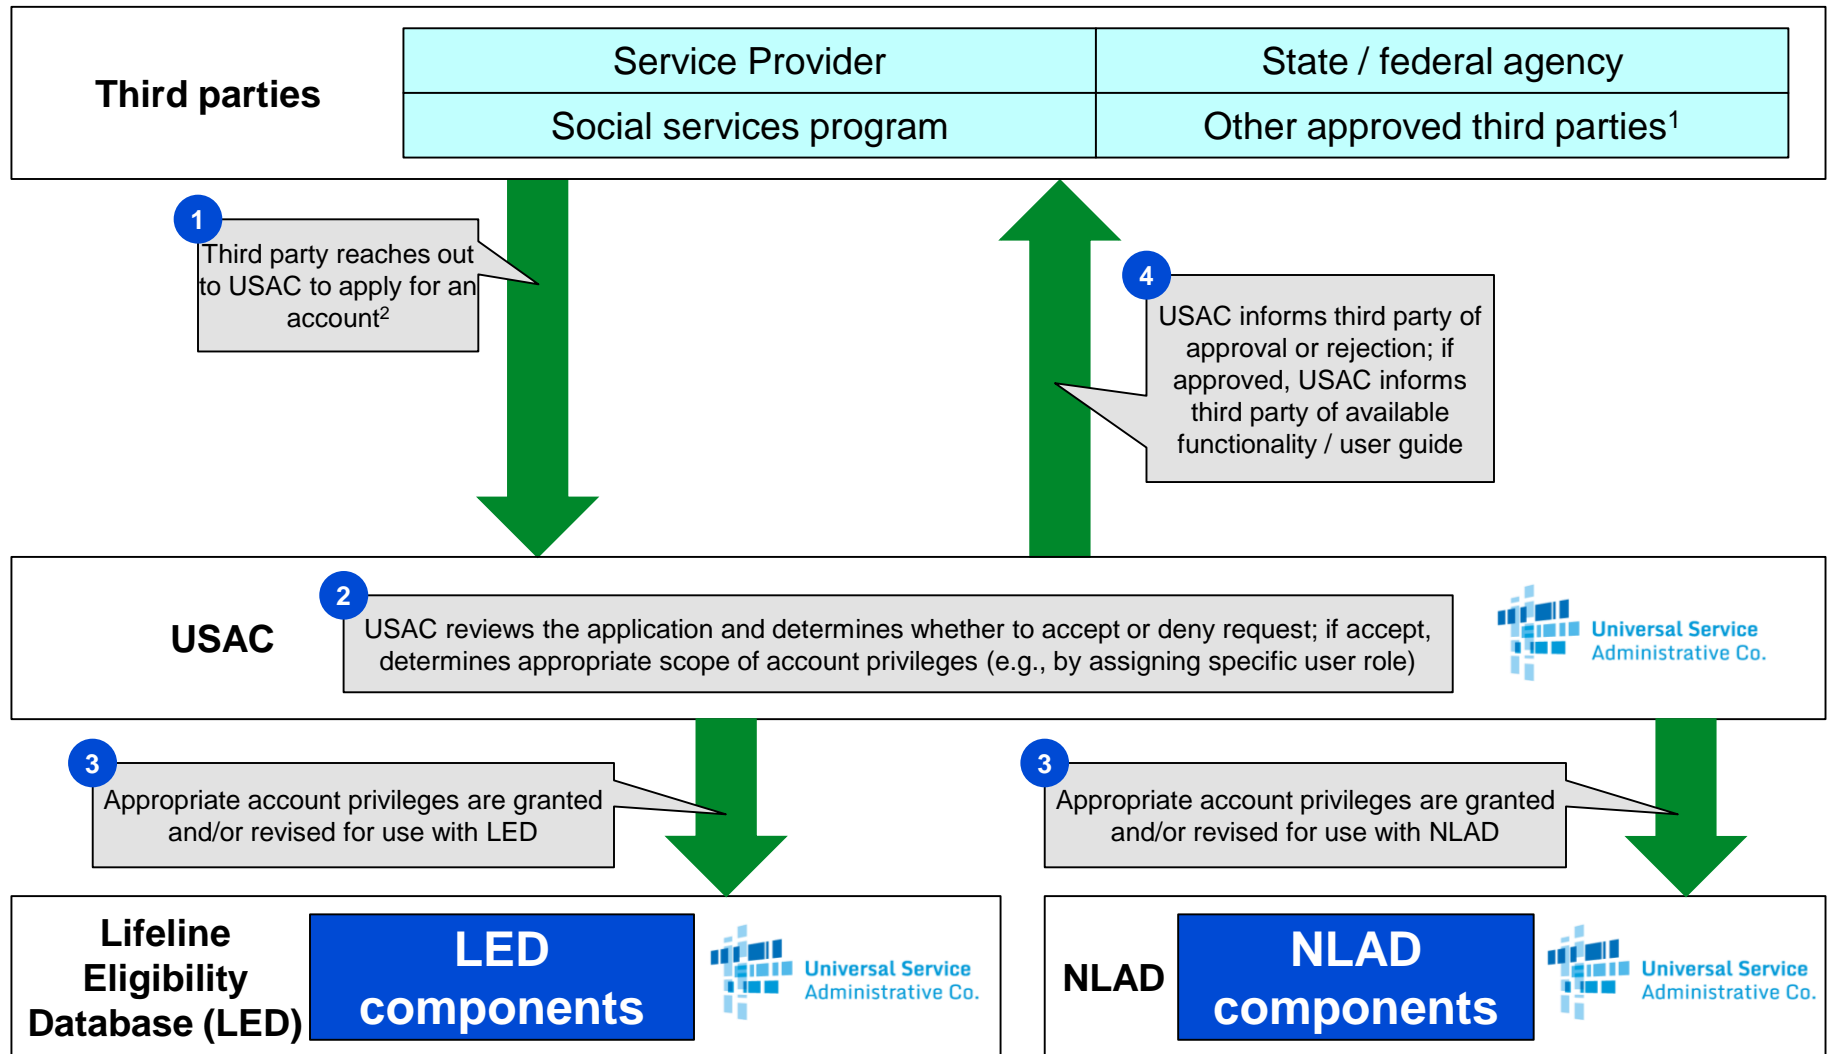 Third parties
Service Provider
State / federal agency
Social services program
Other approved third parties¹
1
Third party reaches out
to USAC to apply for an
account²
4
USAC informs third party of
approval or rejection; if
approved, USAC informs
third party of available
functionality / user guide
USAC
2
USAC reviews the application and determines whether to accept or deny request; if accept,
determines appropriate scope of account privileges (e.g., by assigning specific user role)
Universal Service
Administrative Co.
3
Appropriate account privileges are granted
and/or revised for use with LED
3
Appropriate account privileges are granted
and/or revised for use with NLAD
Lifeline
Eligibility
Database (LED)
LED
components
Universal Service
Administrative Co.
NLAD
NLAD
components
Universal Service
Administrative Co.